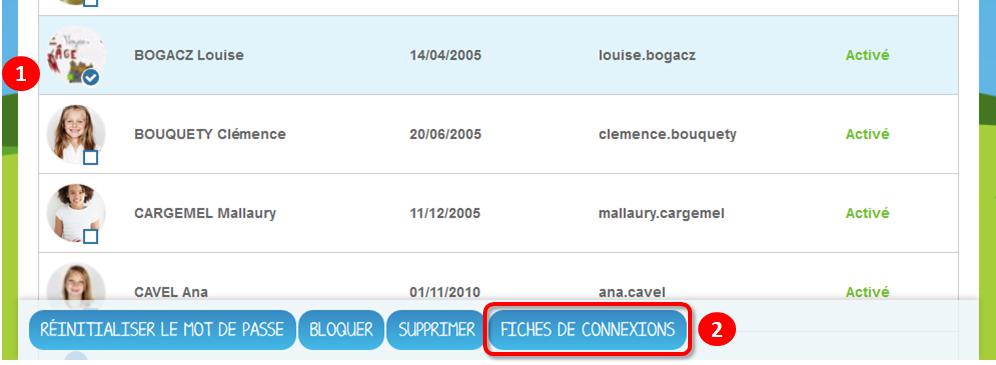 Voyage
ÂGE
1
BOGACZ Louise 14/04/2005 louise.bogacz Activé
BOUQUETY Clémence 20/06/2005 clemence.bouquety Activé
CARGEMEL Mallaury 11/12/2005 mallaury.cargemel Activé
CAVEL Ana 01/11/2010 ana.cavel Activé
RÉINITIALISER LE MOT DE PASSE BLOQUER SUPPRIMER FICHES DE CONNEXIONS 2